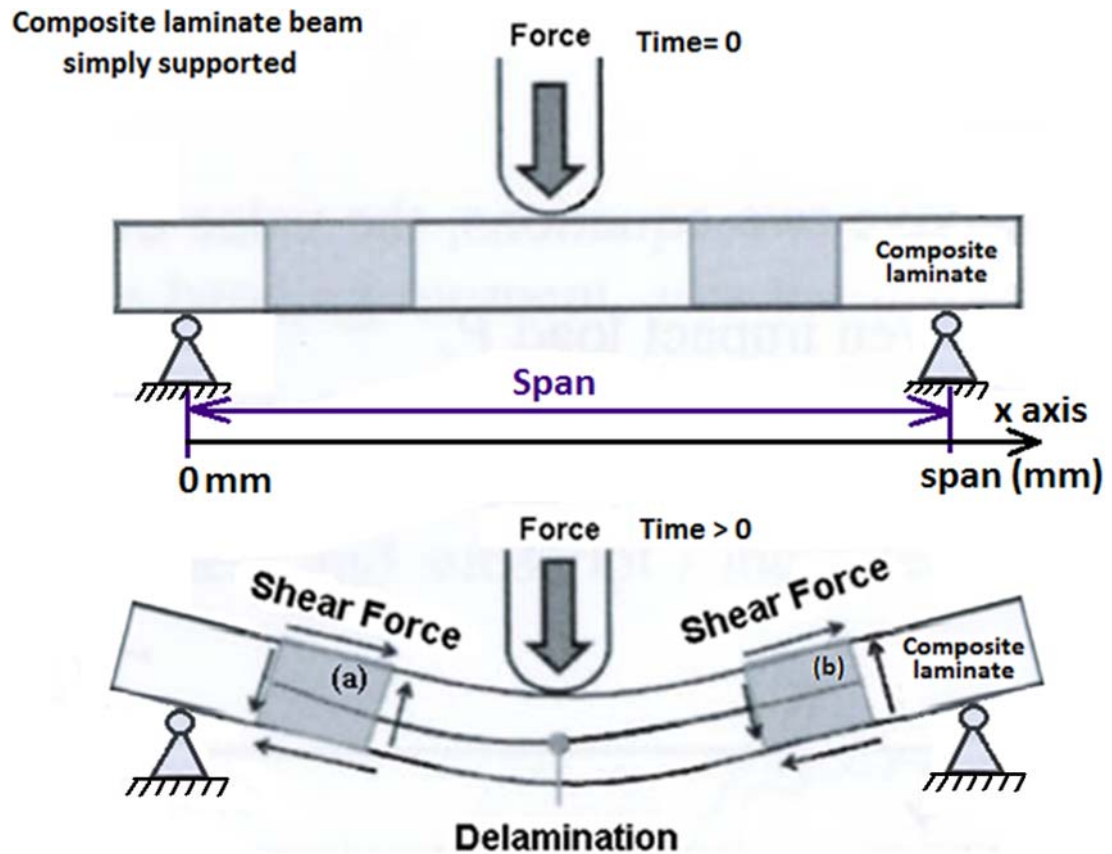 Composite laminate beam
simply supported
Force
Time= 0
Composite
laminate
Span
x axis
0 mm
span (mm)
Force
Time > 0
Shear Force
Shear Force
(a)
(b)
Composite
laminate
Delamination